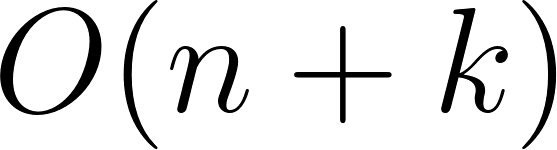 O(n + k)